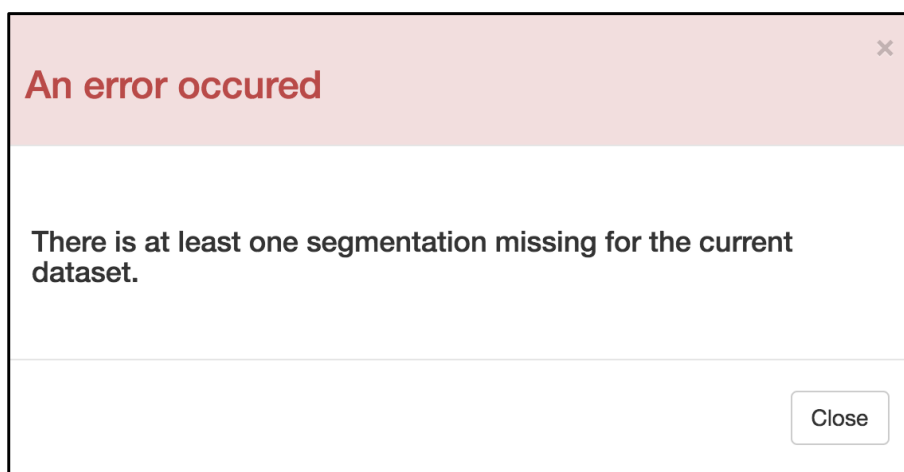 An error occured
There is at least one segmentation missing for the current
dataset.
Close